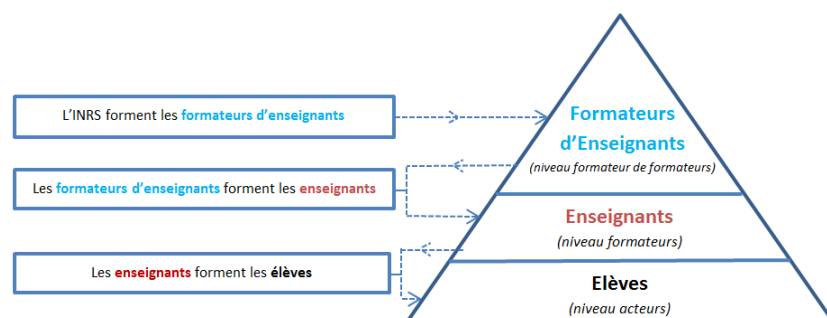 L'INRS forment les formateurs d'enseignants
Les formateurs d'enseignants forment les enseignants
Les enseignants forment les élèves
Formateurs
d'Enseignants
(niveau formateur de formateurs)
Enseignants
(niveau formateurs)
Elèves
(niveau acteurs)